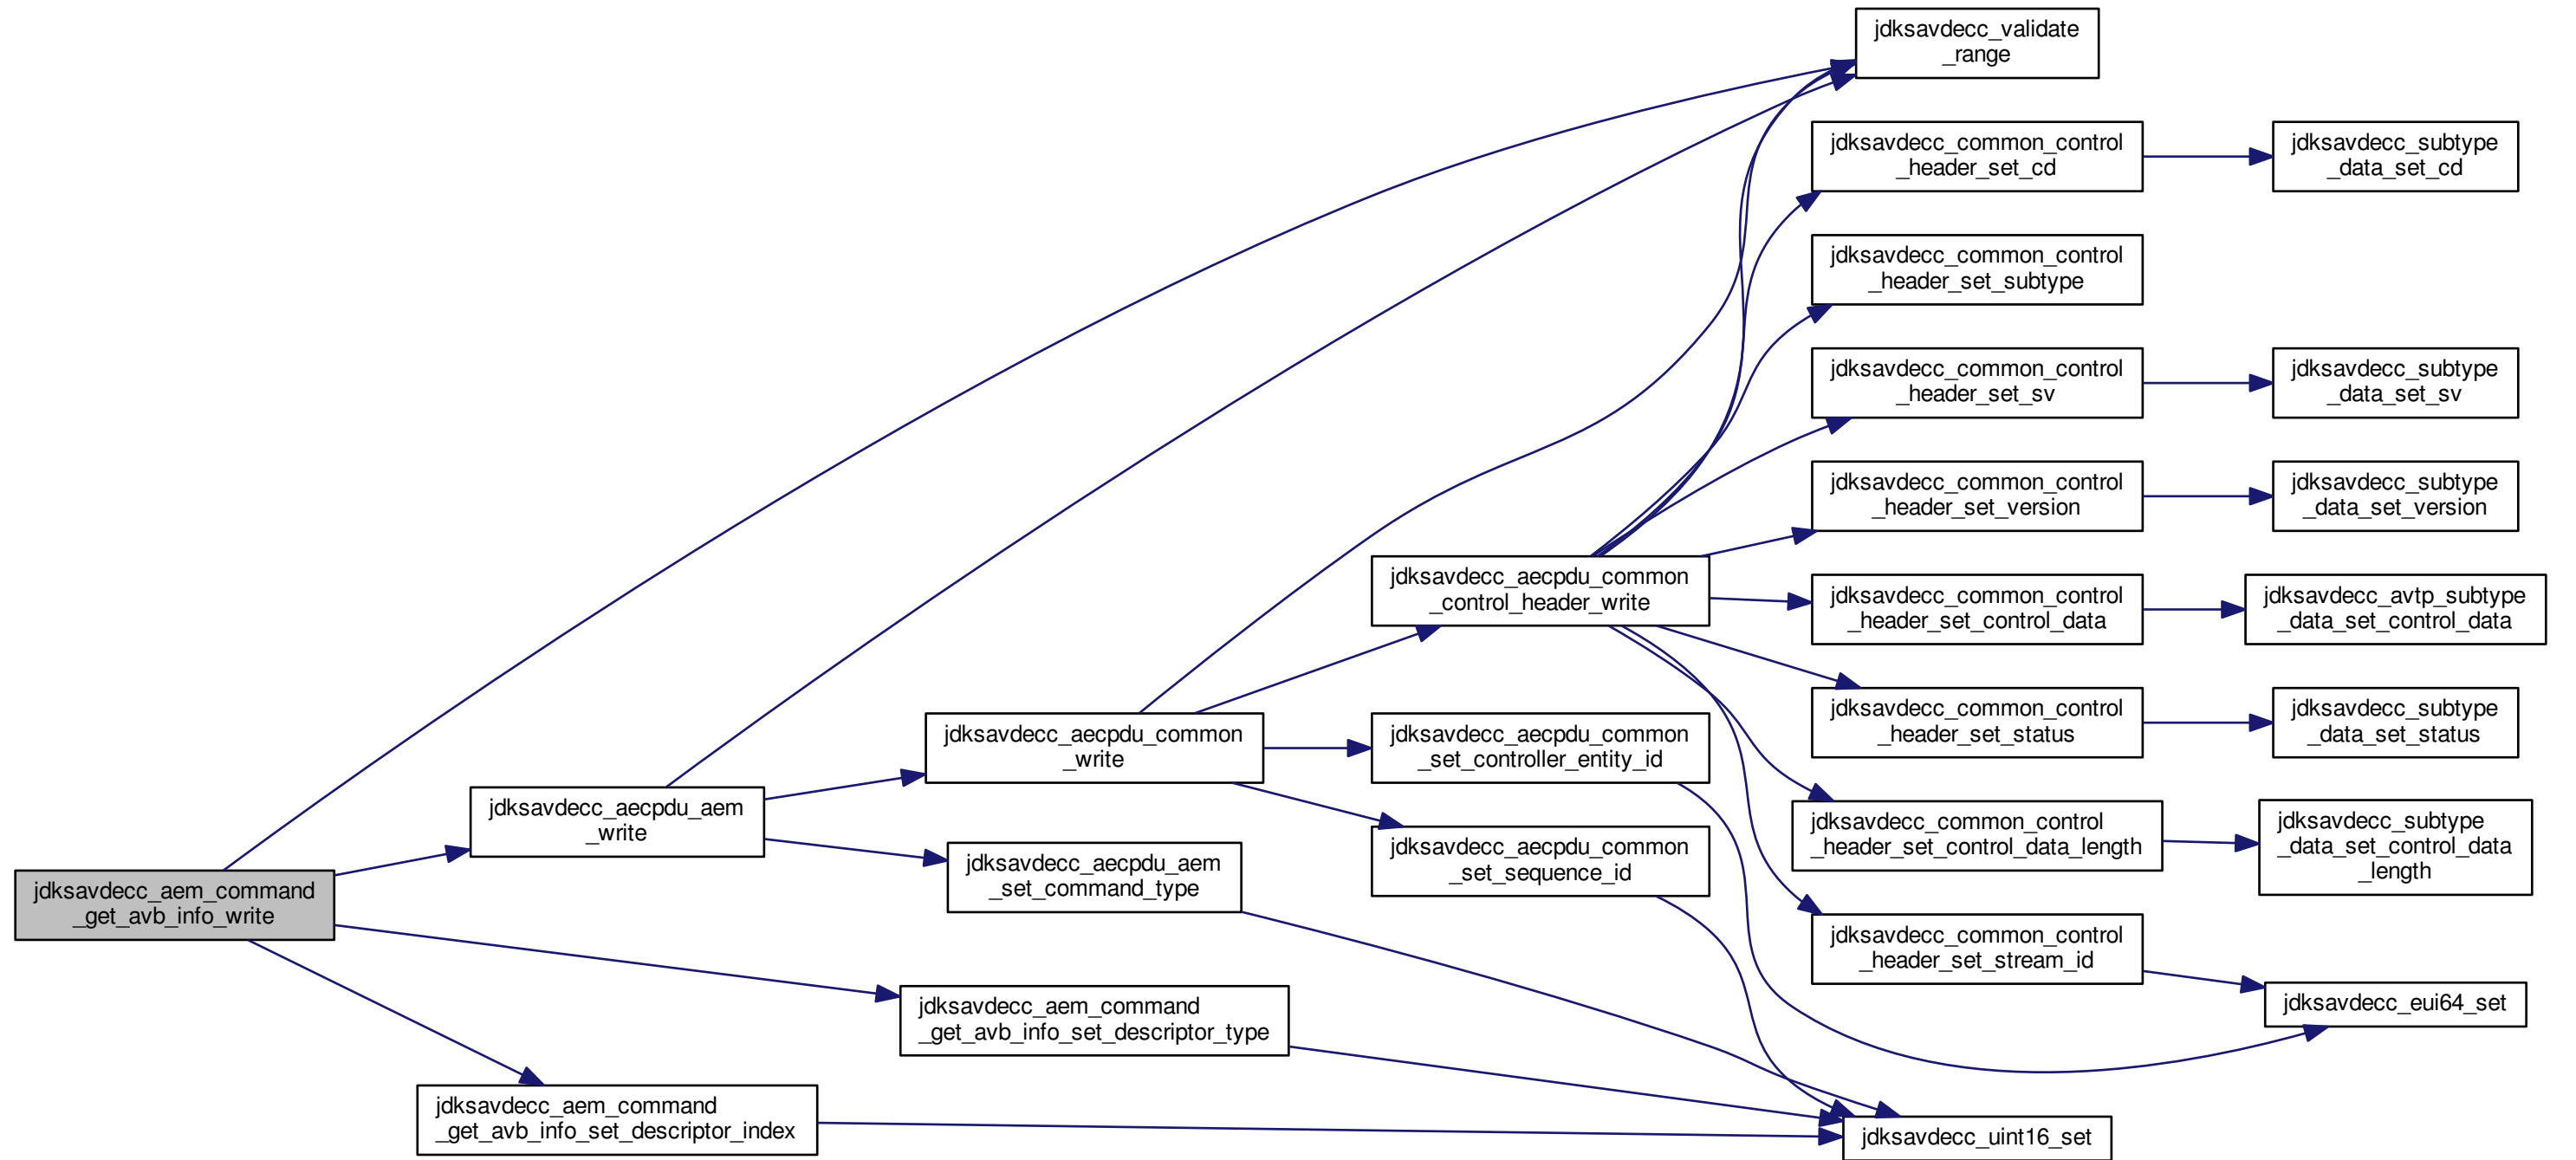 jdksavdecc_validate
_range
jdksavdecc_common_control
_header_set_cd
jdksavdecc_subtype
_data_set_cd
jdksavdecc_common_control
_header_set_subtype
jdksavdecc_common_control
_header_set_sv
jdksavdecc_subtype
_data_set_sv
jdksavdecc_common_control
_header_set_version
jdksavdecc_subtype
_data_set_version
jdksavdecc_aecpdu_common
_control_header_write
jdksavdecc_common_control
_header_set_control_data
jdksavdecc_avtp_subtype
_data_set_control_data
jdksavdecc_common_control
_header_set_status
jdksavdecc_subtype
_data_set_status
jdksavdecc_aecpdu_common
_write
jdksavdecc_aecpdu_common
_set_controller_entity_id
jdksavdecc_aecpdu_aem
_write
jdksavdecc_common_control
_header_set_control_data_length
jdksavdecc_subtype
_data_set_control_data
_length
jdksavdecc_aecpdu_common
_set_sequence_id
jdksavdecc_aecpdu_aem
_set_command_type
jdksavdecc_aem_command
_get_avb_info_write
jdksavdecc_common_control
_header_set_stream_id
jdksavdecc_eui64_set
jdksavdecc_aem_command
_get_avb_info_set_descriptor_type
jdksavdecc_aem_command
_get_avb_info_set_descriptor_index
jdksavdecc_uint16_set